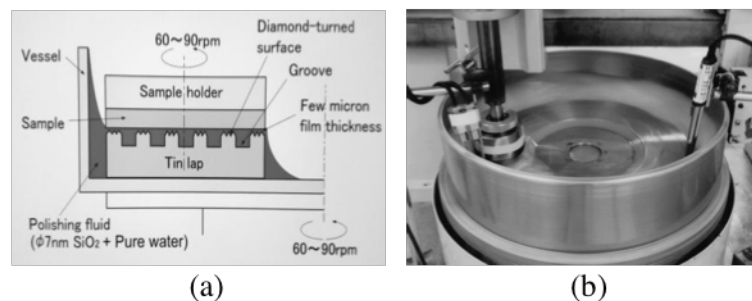 60~90rpm
Diamond-turned
surface
Vessel
Groove
Sample holder
Few micron
film thickness
Sample
Tin lap
Polishing fluid
(φ7nm SiO₂ + Pure water)
60~90rpm
(a)
(b)